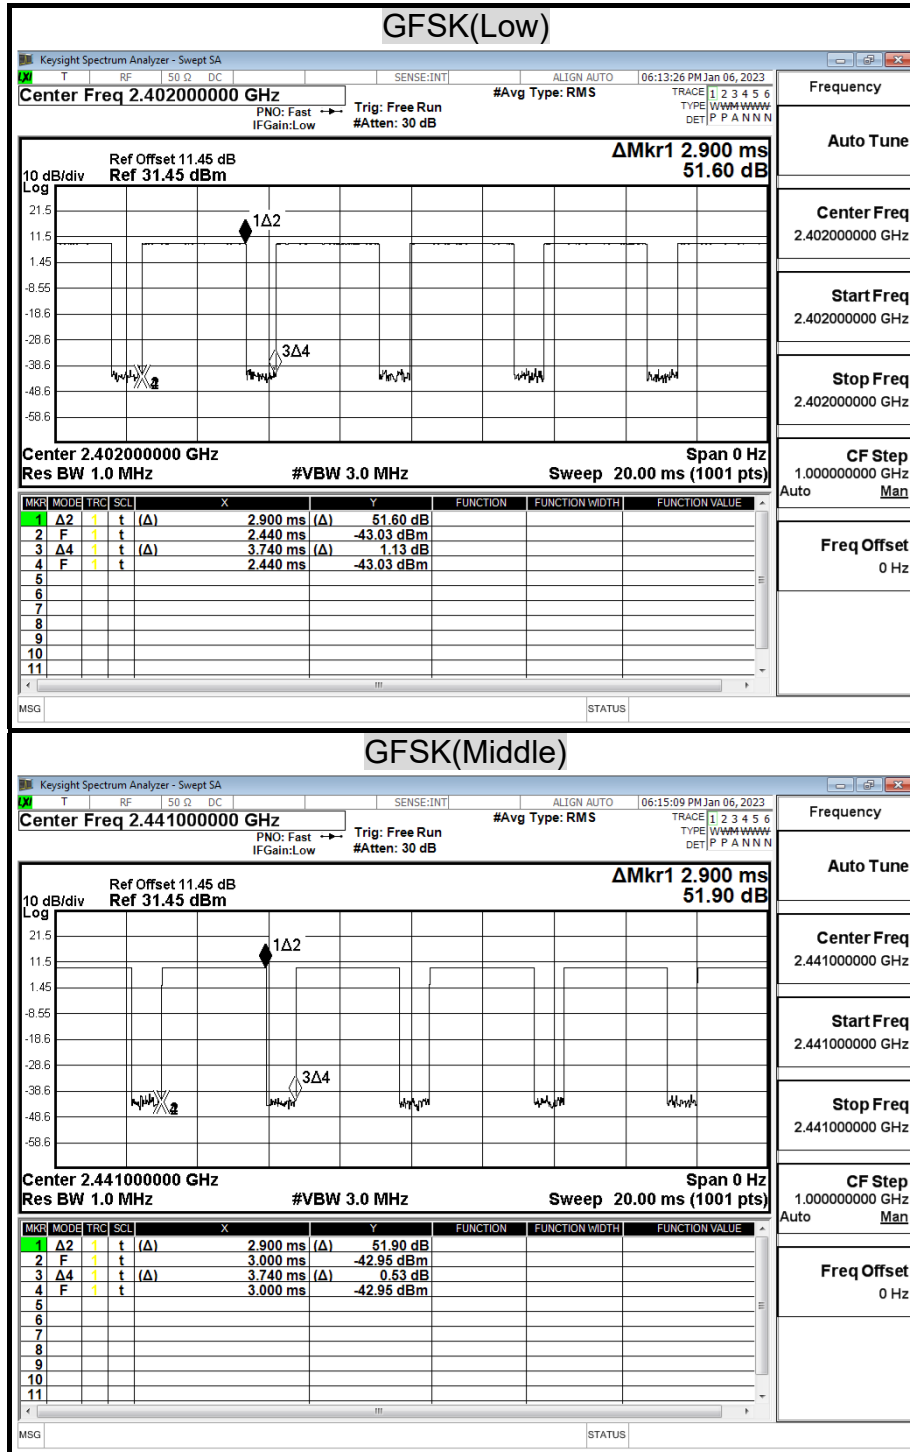 GFSK(Low)
Keysight Spectrum Analyzer - Swept SA
LXI T RF 50 Ω DC SENSE:INT ALIGN AUTO 06:13:26 PM Jan 06, 2023
Center Freq 2.402000000 GHz
#Avg Type: RMS
TRACE 1 2 3 4 5 6
TYPE W W M W W W W
DET P P A N N N
PNO: Fast
IFGain:Low
Trig: Free Run
#Atten: 30 dB
Frequency
ΔMkr1 2.900 ms
51.60 dB
Ref Offset 11.45 dB
10 dB/div Ref 31.45 dBm
Log
21.5
11.5
1.45
-8.55
-18.6
-28.6
-38.6
-48.6
-58.6
1Δ2
3Δ4
Center 2.402000000 GHz Span 0 Hz
Res BW 1.0 MHz #VBW 3.0 MHz Sweep 20.00 ms (1001 pts)
MKR MODE TRC SCL X Y FUNCTION FUNCTION WIDTH FUNCTION VALUE
1 Δ2 1 t (Δ) 2.900 ms (Δ) 51.60 dB
2 F 1 t 2.440 ms -43.03 dBm
3 Δ4 1 t (Δ) 3.740 ms (Δ) 1.13 dB
4 F 1 t 2.440 ms -43.03 dBm
5
6
7
8
9
10
11
MSG STATUS
Auto Tune
Center Freq
2.402000000 GHz
Start Freq
2.402000000 GHz
Stop Freq
2.402000000 GHz
CF Step
1.000000000 GHz
Auto Man
Freq Offset
0 Hz
GFSK(Middle)
Keysight Spectrum Analyzer - Swept SA
LXI T RF 50 Ω DC SENSE:INT ALIGN AUTO 06:15:09 PM Jan 06, 2023
Center Freq 2.441000000 GHz
#Avg Type: RMS
TRACE 1 2 3 4 5 6
TYPE W W M W W W W
DET P P A N N N
PNO: Fast
IFGain:Low
Trig: Free Run
#Atten: 30 dB
Frequency
ΔMkr1 2.900 ms
51.90 dB
Ref Offset 11.45 dB
10 dB/div Ref 31.45 dBm
Log
21.5
11.5
1.45
-8.55
-18.6
-28.6
-38.6
-48.6
-58.6
1Δ2
3Δ4
Center 2.441000000 GHz Span 0 Hz
Res BW 1.0 MHz #VBW 3.0 MHz Sweep 20.00 ms (1001 pts)
MKR MODE TRC SCL X Y FUNCTION FUNCTION WIDTH FUNCTION VALUE
1 Δ2 1 t (Δ) 2.900 ms (Δ) 51.90 dB
2 F 1 t 3.000 ms -42.95 dBm
3 Δ4 1 t (Δ) 3.740 ms (Δ) 0.53 dB
4 F 1 t 3.000 ms -42.95 dBm
5
6
7
8
9
10
11
MSG STATUS
Auto Tune
Center Freq
2.441000000 GHz
Start Freq
2.441000000 GHz
Stop Freq
2.441000000 GHz
CF Step
1.000000000 GHz
Auto Man
Freq Offset
0 Hz